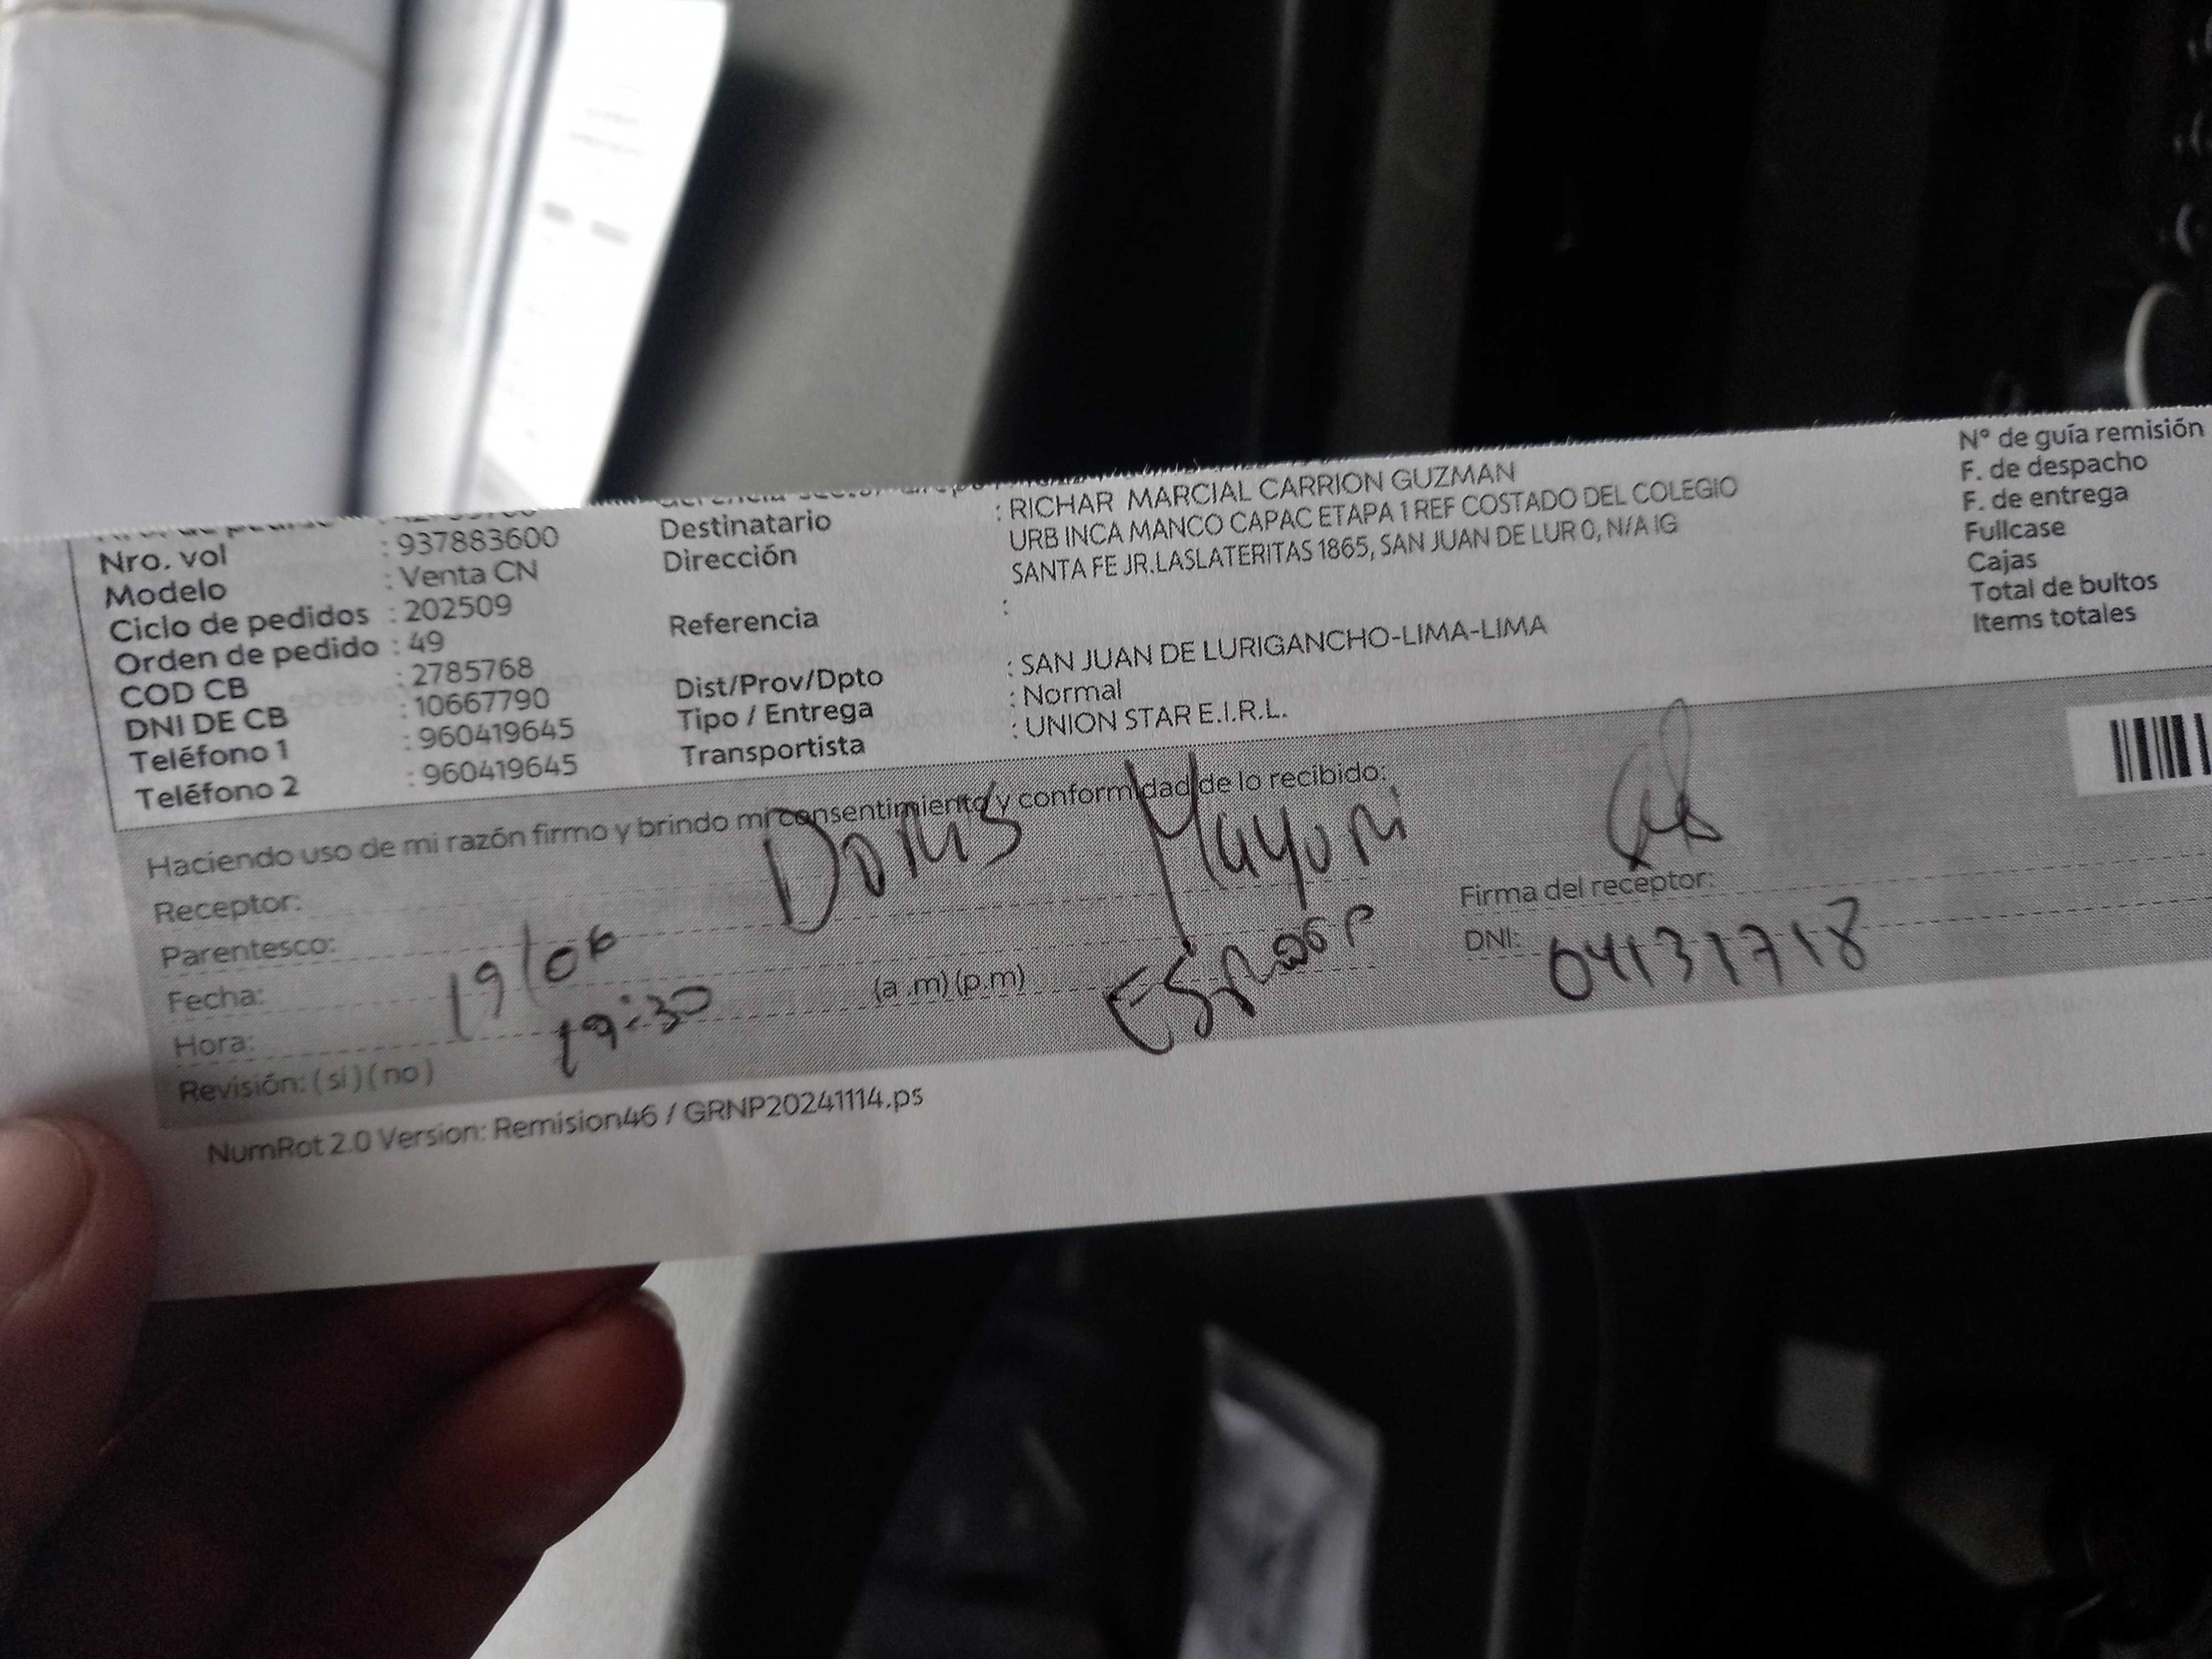 Nro. vol : 937883600
Modelo : Venta CN
Ciclo de pedidos : 202509
Orden de pedido : 49
COD CB : 2785768
DNI DE CB : 10667790
Teléfono 1 : 960419645
Teléfono 2 : 960419645
Destinatario : RICHAR MARCIAL CARRION GUZMAN
Dirección URB INCA MANCO CAPAC ETAPA 1 REF COSTADO DEL COLEGIO
SANTA FE JR.LASLATERITAS 1865, SAN JUAN DE LUR 0, N/A IG
Referencia :
Dist/Prov/Dpto : SAN JUAN DE LURIGANCHO-LIMA-LIMA
Tipo / Entrega : Normal
Transportista : UNION STAR E.I.R.L.
N° de guía remisión
F. de despacho
F. de entrega
Fullcase
Cajas
Total de bultos
Items totales
Haciendo uso de mi razón firmo y brindo mi consentimiento y conformidad de lo recibido:
Receptor: Doris Mayuri
Firma del receptor:
Parentesco:
DNI: 04131718
Fecha: 19/06
Hora: 19:30 (a .m) (p.m)
Revisión: ( si ) ( no )
NumRot 2.0 Version: Remision46 / GRNP20241114.ps